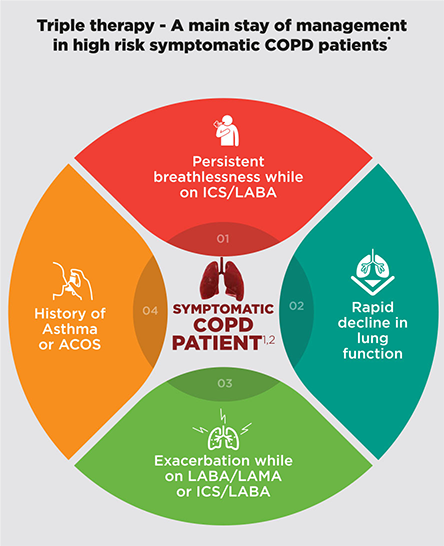 Triple therapy - A main stay of management
in high risk symptomatic COPD patients*
Persistent
breathlessness while
on ICS/LABA
01
Rapid
decline in
lung
function
02
Exacerbation while
on LABA/LAMA
or ICS/LABA
03
History of
Asthma
or ACOS
04
SYMPTOMATIC
COPD
PATIENT1,2